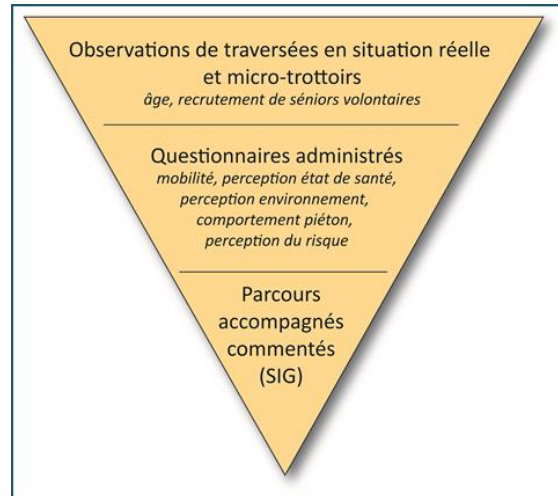 Observations de traversées en situation réelle
et micro-trottoirs
âge, recrutement de séniors volontaires
Questionnaires administrés
mobilité, perception état de santé,
perception environnement,
comportement piéton,
perception du risque
Parcours
accompagnés
commentés
(SIG)